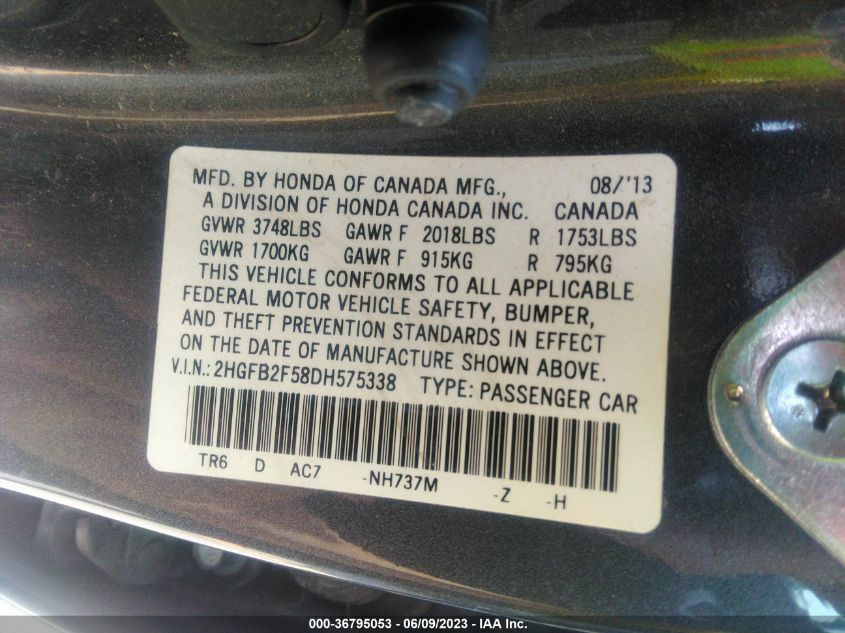 MFD. BY HONDA OF CANADA MFG., 08/'13
A DIVISION OF HONDA CANADA INC. CANADA
GVWR 3748LBS GAWR F 2018LBS R 1753LBS
GVWR 1700KG GAWR F 915KG R 795KG
THIS VEHICLE CONFORMS TO ALL APPLICABLE
FEDERAL MOTOR VEHICLE SAFETY, BUMPER,
AND THEFT PREVENTION STANDARDS IN EFFECT
ON THE DATE OF MANUFACTURE SHOWN ABOVE.
V.I.N.: 2HGFB2F58DH575338 TYPE: PASSENGER CAR
TR6 D AC7 -NH737M -Z -H
000-36795053 - 06/09/2023 - IAA Inc.